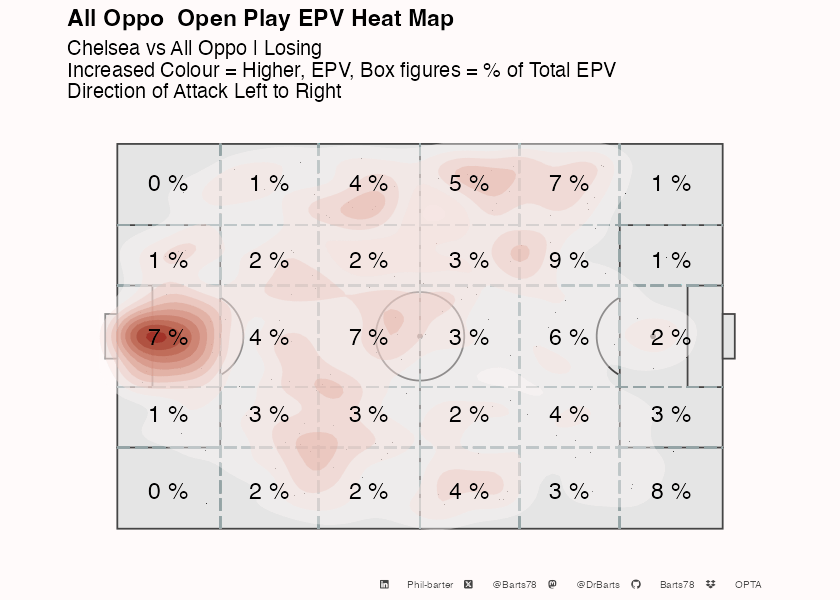 All Oppo  Open Play EPV Heat Map
Chelsea vs All Oppo | Losing
Increased Colour = Higher, EPV, Box figures = % of Total EPV
Direction of Attack Left to Right
0 % 1 % 4 % 5 % 7 % 1 %
1 % 2 % 2 % 3 % 9 % 1 %
7 % 4 % 7 % 3 % 6 % 2 %
1 % 3 % 3 % 2 % 4 % 3 %
0 % 2 % 2 % 4 % 3 % 8 %
Phil-barter @Barts78 @DrBarts Barts78 OPTA